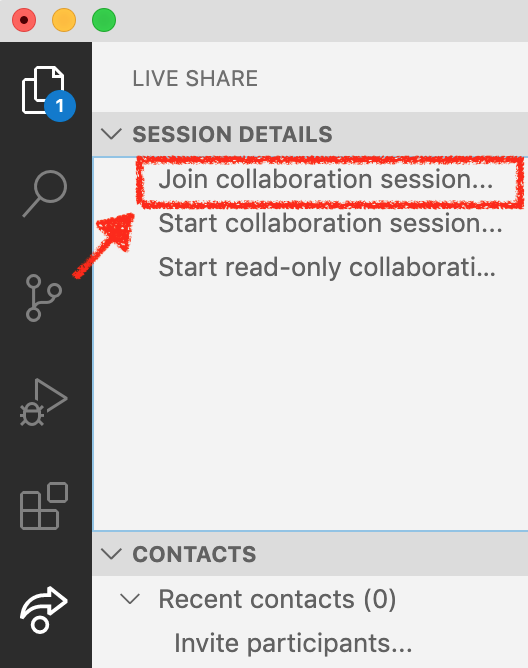 LIVE SHARE
1
SESSION DETAILS
Join collaboration session...
Start collaboration session...
Start read-only collaborati...
CONTACTS
Recent contacts (0)
Invite participants...